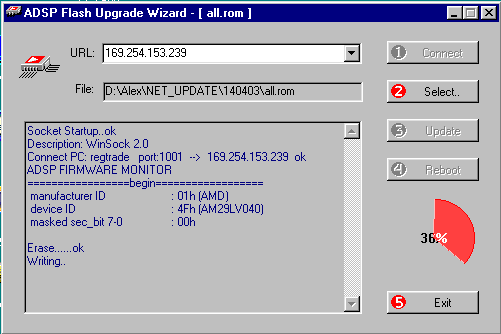 ADSP Flash Upgrade Wizard - [ all.rom ]
URL: 169.254.153.239
1 Connect
File: D:\Alex\NET_UPDATE\140403\all.rom
2 Select..
Socket Startup..ok
Description: WinSock 2.0
Connect PC: regtrade port:1001 --> 169.254.153.239 ok
ADSP FIRMWARE MONITOR
=================begin==================
manufacturer ID : 01h (AMD)
device ID : 4Fh (AM29LV040)
masked sec_bit 7-0 : 00h
Erase......ok
Writing..
3 Update
4 Reboot
36%
5 Exit